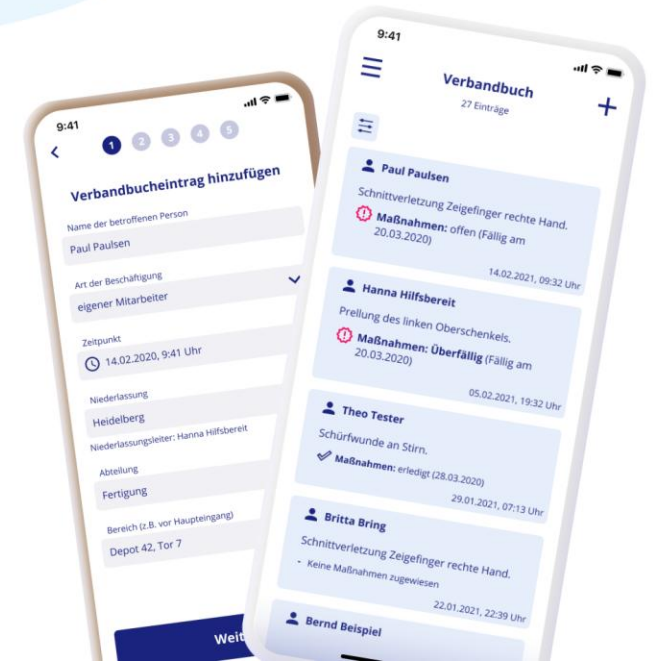 9:41
1 2 3 4 5
Verbandbucheintrag hinzufügen
Name der betroffenen Person
Paul Paulsen
Art der Beschäftigung
eigener Mitarbeiter
Zeitpunkt
14.02.2020, 9:41 Uhr
Niederlassung
Heidelberg
Niederlassungsleiter: Hanna Hilfsbereit
Abteilung
Fertigung
Bereich (z.B. vor Haupteingang)
Depot 42, Tor 7
Weit
9:41
Verbandbuch
27 Einträge
Paul Paulsen
Schnittverletzung Zeigefinger rechte Hand.
Maßnahmen: offen (Fällig am
20.03.2020)
14.02.2021, 09:32 Uhr
Hanna Hilfsbereit
Prellung des linken Oberschenkels.
Maßnahmen: Überfällig (Fällig am
20.03.2020)
05.02.2021, 19:32 Uhr
Theo Tester
Schürfwunde an Stirn.
Maßnahmen: erledigt (28.03.2020)
29.01.2021, 07:13 Uhr
Britta Bring
Schnittverletzung Zeigefinger rechte Hand.
- Keine Maßnahmen zugewiesen
22.01.2021, 22:39 Uhr
Bernd Beispiel